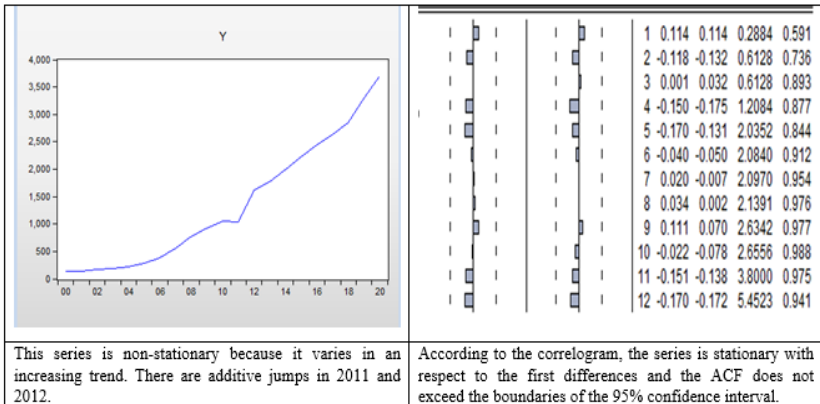 Y
4,000
3,500
3,000
2,500
2,000
1,500
1,000
500
0
00 02 04 06 08 10 12 14 16 18 20
1 0.114 0.114 0.2884 0.591
2 -0.118 -0.132 0.6128 0.736
3 0.001 0.032 0.6128 0.893
4 -0.150 -0.175 1.2084 0.877
5 -0.170 -0.131 2.0352 0.844
6 -0.040 -0.050 2.0840 0.912
7 0.020 -0.007 2.0970 0.954
8 0.034 0.002 2.1391 0.976
9 0.111 0.070 2.6342 0.977
10 -0.022 -0.078 2.6556 0.988
11 -0.151 -0.138 3.8000 0.975
12 -0.170 -0.172 5.4523 0.941
This series is non-stationary because it varies in an
increasing trend. There are additive jumps in 2011 and
2012.
According to the correlogram, the series is stationary with
respect to the first differences and the ACF does not
exceed the boundaries of the 95% confidence interval.